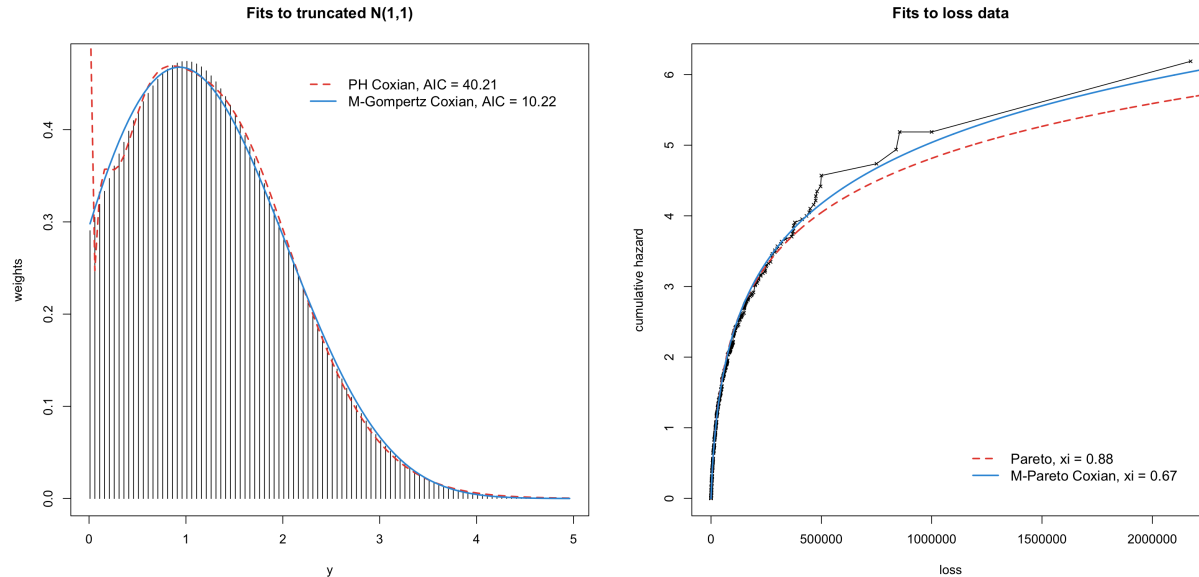 Fits to truncated N(1,1)
PH Coxian, AIC = 40.21
M-Gompertz Coxian, AIC = 10.22
weights
0.0
0.1
0.2
0.3
0.4
0
1
2
3
4
5
y
Fits to loss data
cumulative hazard
0
1
2
3
4
5
6
Pareto, xi = 0.88
M-Pareto Coxian, xi = 0.67
0
500000
1000000
1500000
2000000
loss